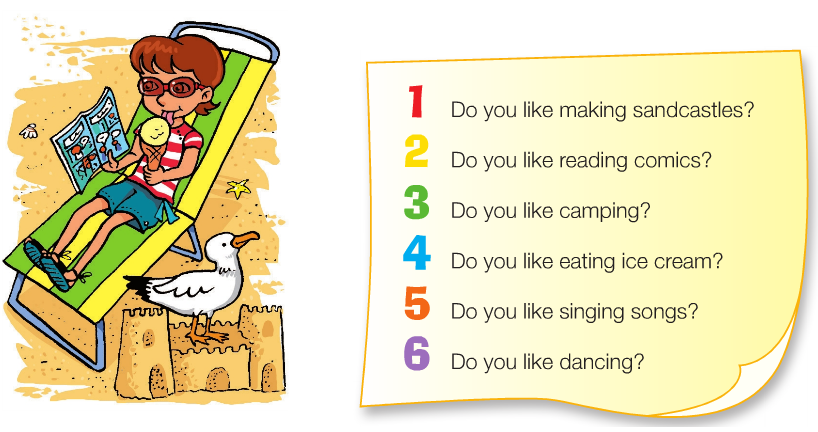 1 Do you like making sandcastles?
2 Do you like reading comics?
3 Do you like camping?
4 Do you like eating ice cream?
5 Do you like singing songs?
6 Do you like dancing?